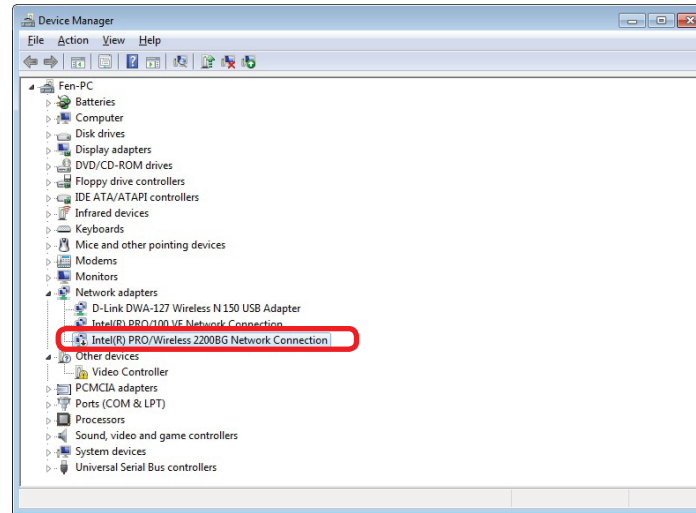 Device Manager
File Action View Help
Fen-PC
Batteries
Computer
Disk drives
Display adapters
DVD/CD-ROM drives
Floppy drive controllers
IDE ATA/ATAPI controllers
Infrared devices
Keyboards
Mice and other pointing devices
Modems
Monitors
Network adapters
D-Link DWA-127 Wireless N 150 USB Adapter
Intel(R) PRO/100 VE Network Connection
Intel(R) PRO/Wireless 2200BG Network Connection
Other devices
Video Controller
PCMCIA adapters
Ports (COM & LPT)
Processors
Sound, video and game controllers
System devices
Universal Serial Bus controllers